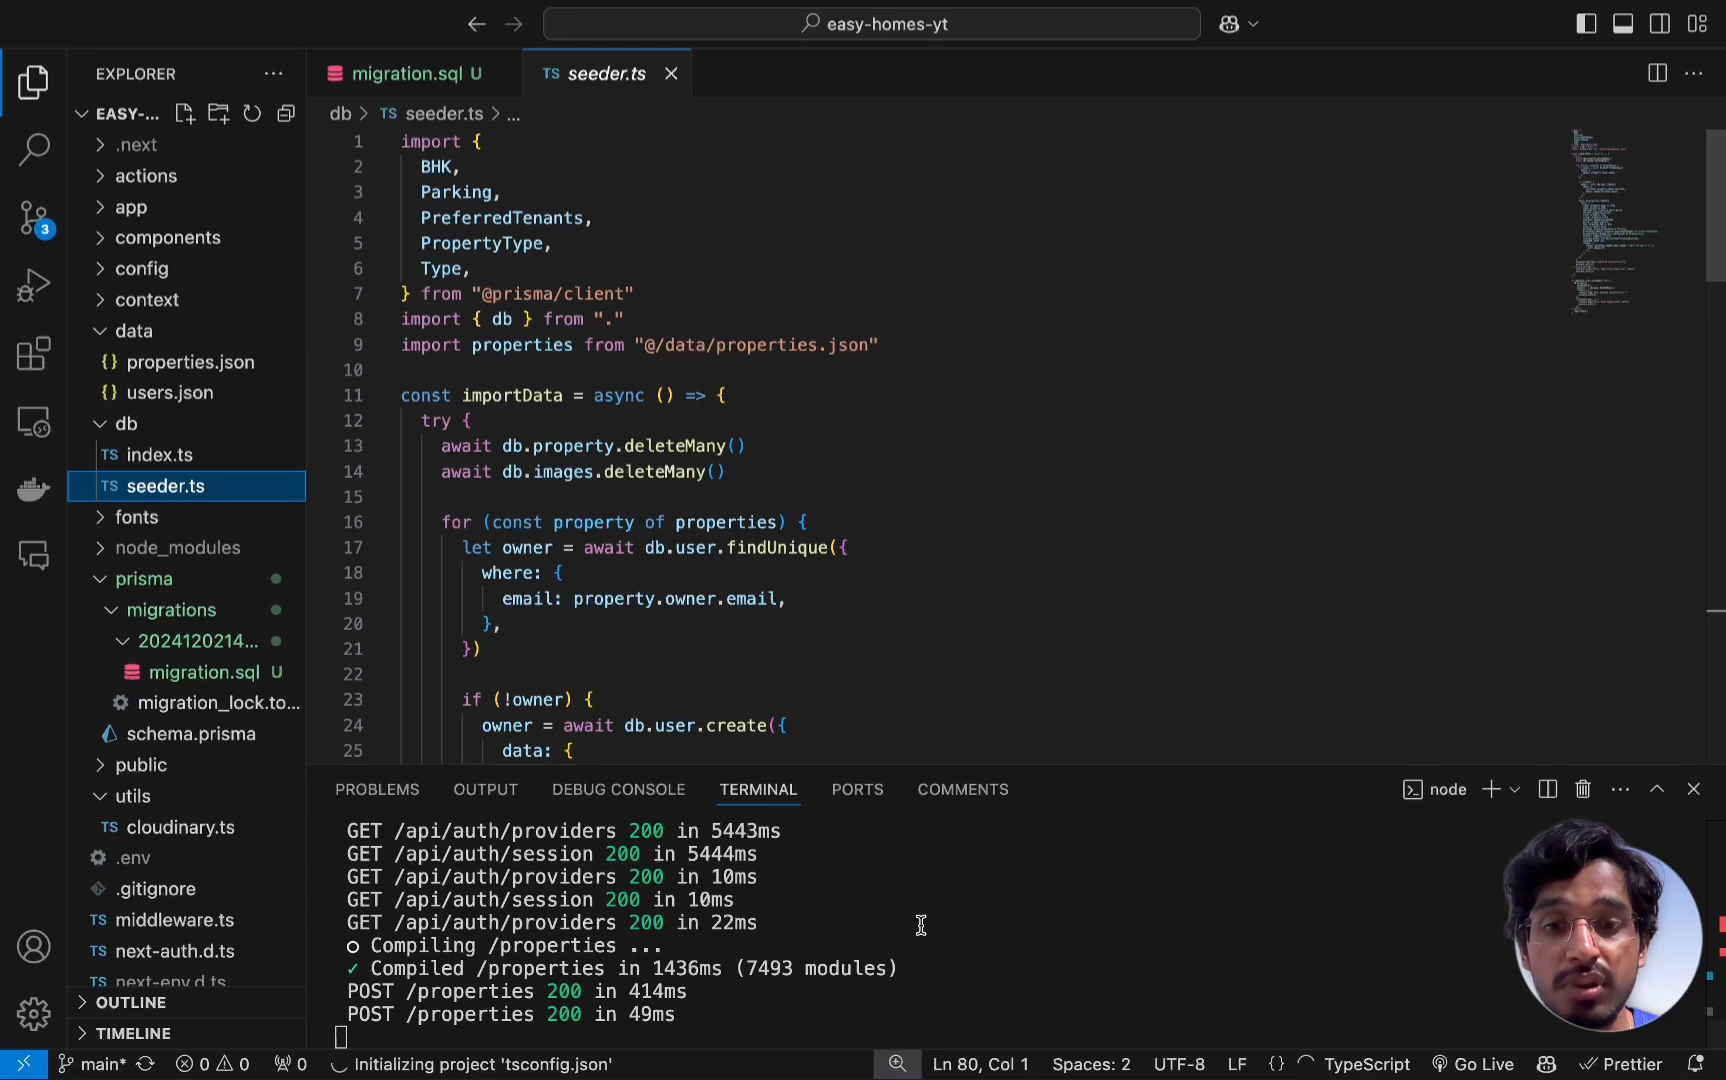 easy-homes-yt
EXPLORER
migration.sql U
TS seeder.ts
EASY-...
db > TS seeder.ts > ...
.next
actions
app
components
config
context
data
{} properties.json
{} users.json
db
TS index.ts
TS seeder.ts
fonts
node_modules
prisma
migrations
2024120214...
migration.sql U
migration_lock.to...
schema.prisma
public
utils
TS cloudinary.ts
.env
.gitignore
TS middleware.ts
TS next-auth.d.ts
TS next-env.d.ts
OUTLINE
TIMELINE
3
1 import {
2 BHK,
3 Parking,
4 PreferredTenants,
5 PropertyType,
6 Type,
7 } from "@prisma/client"
8 import { db } from "."
9 import properties from "@/data/properties.json"
10
11 const importData = async () => {
12 try {
13 await db.property.deleteMany()
14 await db.images.deleteMany()
15
16 for (const property of properties) {
17 let owner = await db.user.findUnique({
18 where: {
19 email: property.owner.email,
20 },
21 })
22
23 if (!owner) {
24 owner = await db.user.create({
25 data: {
PROBLEMS OUTPUT DEBUG CONSOLE TERMINAL PORTS COMMENTS
node
GET /api/auth/providers 200 in 5443ms
GET /api/auth/session 200 in 5444ms
GET /api/auth/providers 200 in 10ms
GET /api/auth/session 200 in 10ms
GET /api/auth/providers 200 in 22ms
○ Compiling /properties ...
✓ Compiled /properties in 1436ms (7493 modules)
POST /properties 200 in 414ms
POST /properties 200 in 49ms
main* 0 0 0 Initializing project 'tsconfig.json' Ln 80, Col 1 Spaces: 2 UTF-8 LF {} TypeScript Go Live Prettier